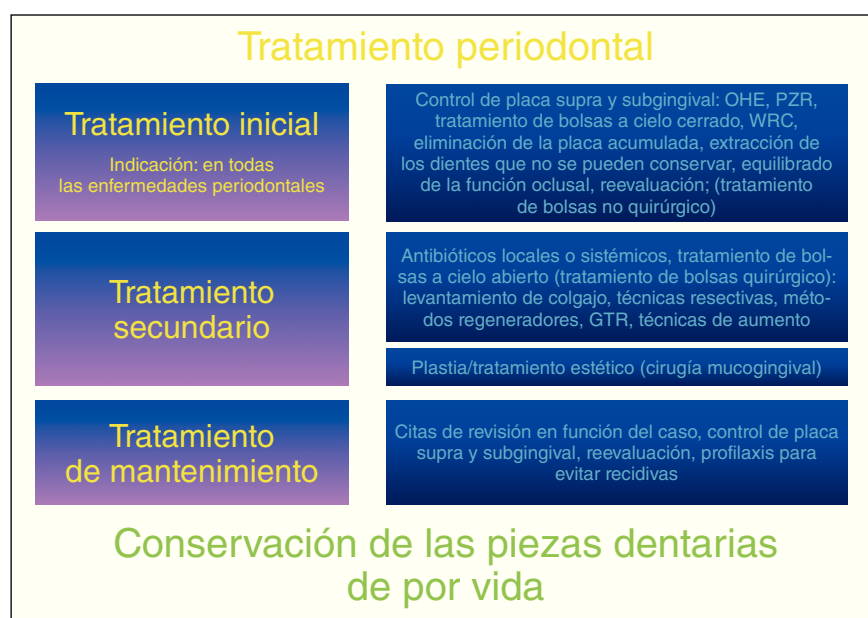 Tratamiento periodontal
Tratamiento inicial
Indicación: en todas
las enfermedades periodontales
Control de placa supra y subgingival: OHE, PZR,
tratamiento de bolsas a cielo cerrado, WRC,
eliminación de la placa acumulada, extracción de
los dientes que no se pueden conservar, equilibrado
de la función oclusal, reevaluación; (tratamiento
de bolsas no quirúrgico)
Tratamiento
secundario
Antibióticos locales o sistémicos, tratamiento de bol-
sas a cielo abierto (tratamiento de bolsas quirúrgico):
levantamiento de colgajo, técnicas resectivas, méto-
dos regeneradores, GTR, técnicas de aumento
Plastia/tratamiento estético (cirugía mucogingival)
Tratamiento
de mantenimiento
Citas de revisión en función del caso, control de placa
supra y subgingival, reevaluación, profilaxis para
evitar recidivas
Conservación de las piezas dentarias
de por vida